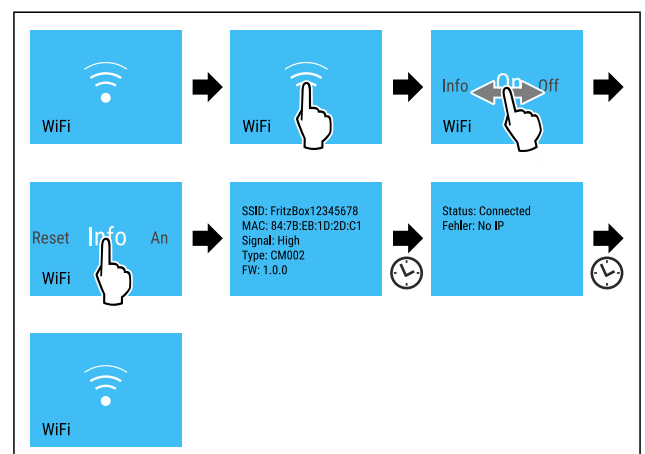 WiFi
WiFi
Info On Off
WiFi
Reset Info An
WiFi
SSID: FritzBox12345678
MAC: 84:7B:EB:1D:2D:C1
Signal: High
Type: CM002
FW: 1.0.0
Status: Connected
Fehler: No IP
WiFi